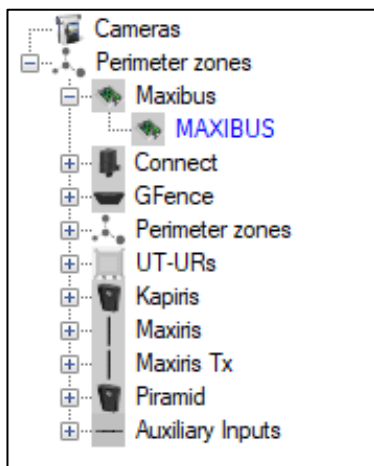 Cameras
Perimeter zones
Maxibus
MAXIBUS
Connect
GFence
Perimeter zones
UT-URs
Kapiris
Maxiris
Maxiris Tx
Piramid
Auxiliary Inputs